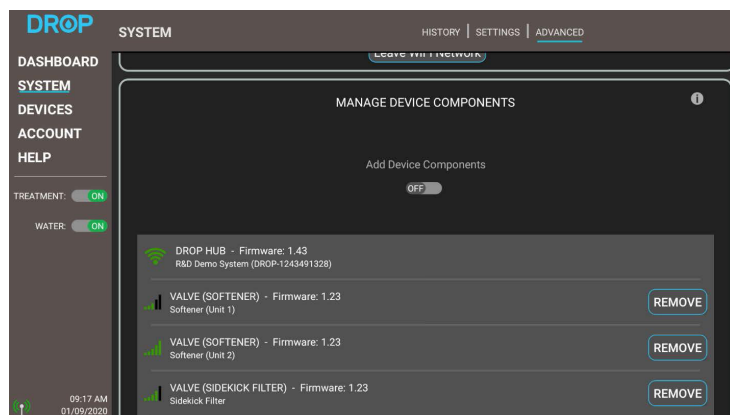 DROP
SYSTEM
HISTORY | SETTINGS | ADVANCED
DASHBOARD
SYSTEM
DEVICES
ACCOUNT
HELP
TREATMENT: ON
WATER: ON
09:17 AM
01/09/2020
Leave WiFi Network
MANAGE DEVICE COMPONENTS
Add Device Components
OFF
DROP HUB - Firmware: 1.43
R&D Demo System (DROP-1243491328)
VALVE (SOFTENER) - Firmware: 1.23
Softener (Unit 1)
REMOVE
VALVE (SOFTENER) - Firmware: 1.23
Softener (Unit 2)
REMOVE
VALVE (SIDEKICK FILTER) - Firmware: 1.23
Sidekick Filter
REMOVE